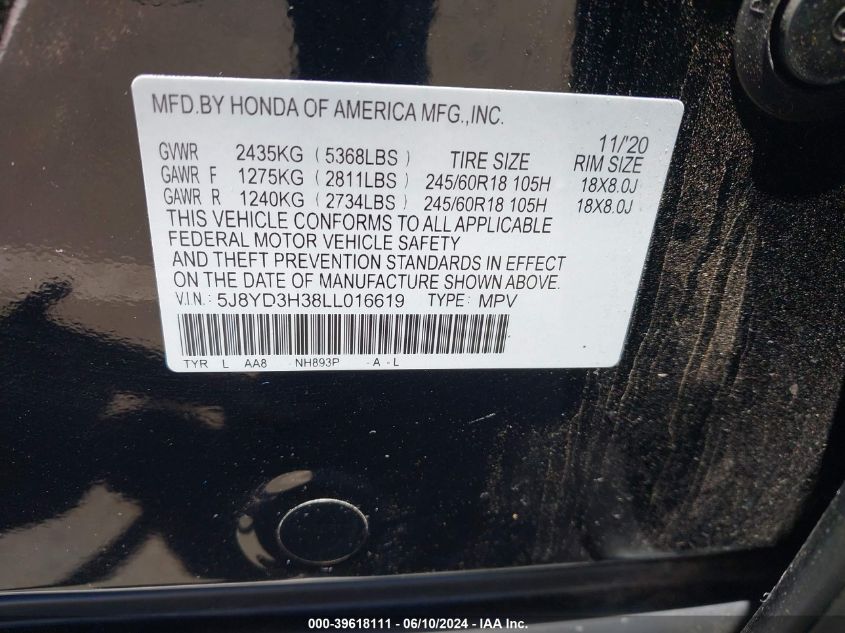 MFD.BY HONDA OF AMERICA MFG.,INC.
11/'20
GVWR 2435KG (5368LBS) TIRE SIZE RIM SIZE
GAWR F 1275KG (2811LBS) 245/60R18 105H 18X8.0J
GAWR R 1240KG (2734LBS) 245/60R18 105H 18X8.0J
THIS VEHICLE CONFORMS TO ALL APPLICABLE
FEDERAL MOTOR VEHICLE SAFETY
AND THEFT PREVENTION STANDARDS IN EFFECT
ON THE DATE OF MANUFACTURE SHOWN ABOVE.
V.I.N: 5J8YD3H38LL016619 TYPE: MPV
TYR L AA8 NH893P -A-L
000-39618111 - 06/10/2024 - IAA Inc.